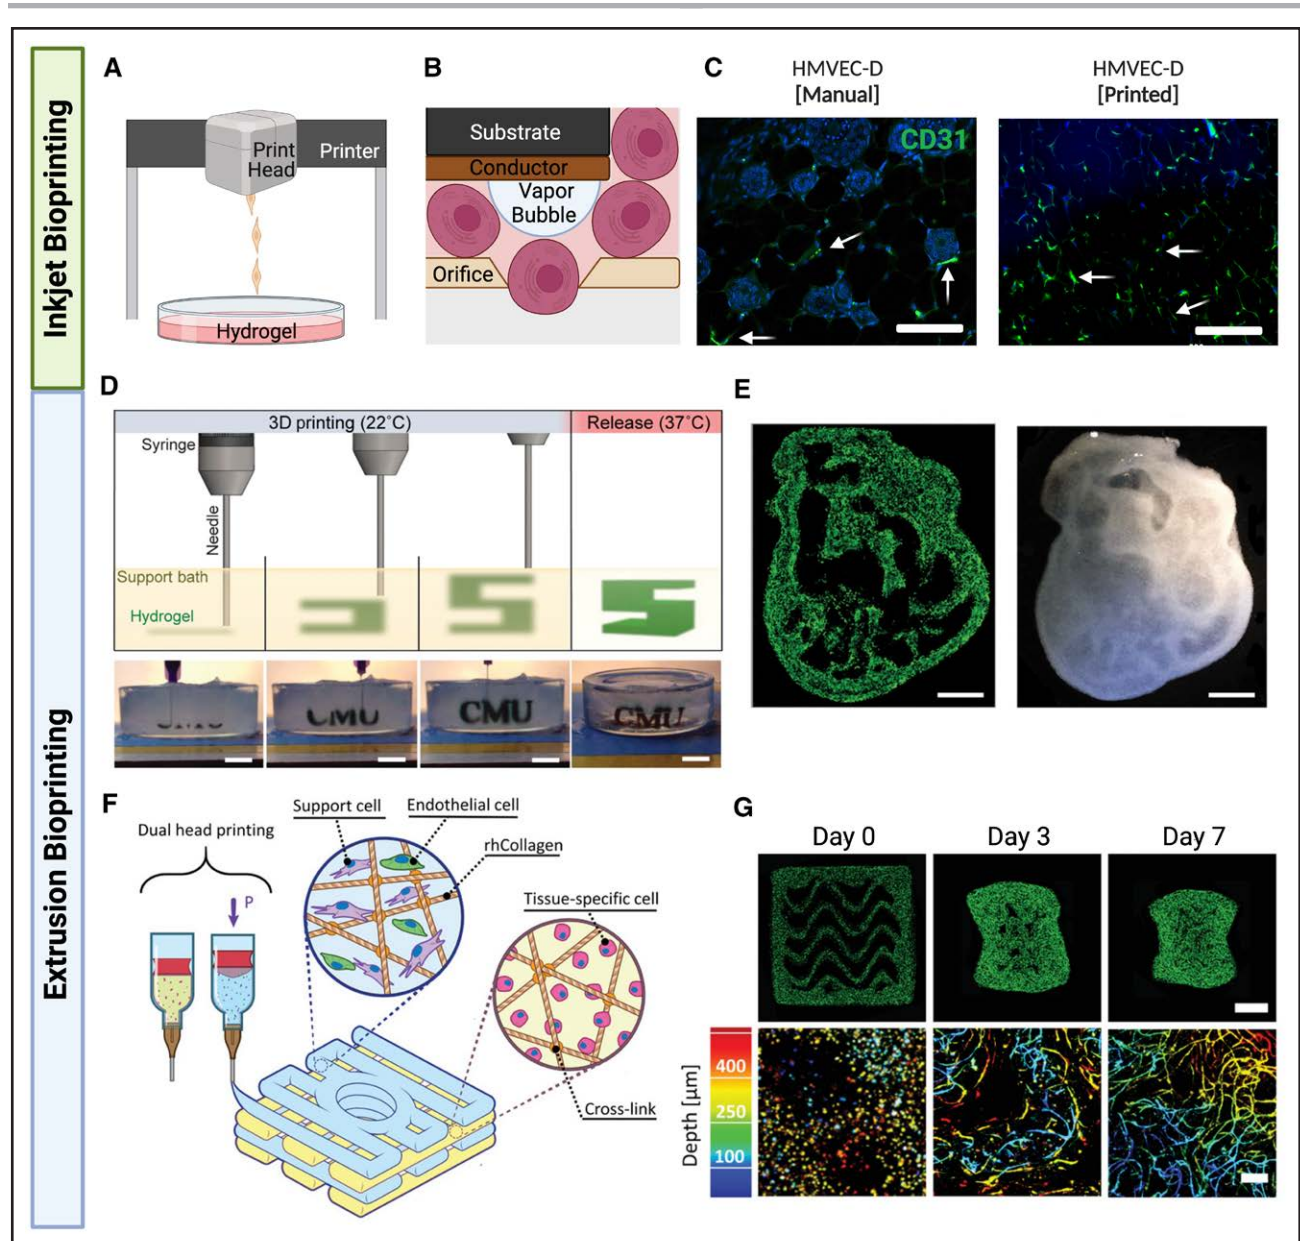 Inkjet Bioprinting
A
Print
Head
Printer
Hydrogel
B
Substrate
Conductor
Vapor
Bubble
Orifice
C
HMVEC-D
[Manual]
CD31
HMVEC-D
[Printed]
Extrusion Bioprinting
D
3D printing (22°C)
Release (37°C)
Syringe
Needle
Support bath
Hydrogel
CMU
CMU
CMU
CMU
E
F
Dual head printing
P
Support cell
Endothelial cell
rhCollagen
Tissue-specific cell
Cross-link
G
Day 0
Day 3
Day 7
Depth [µm]
400
250
100